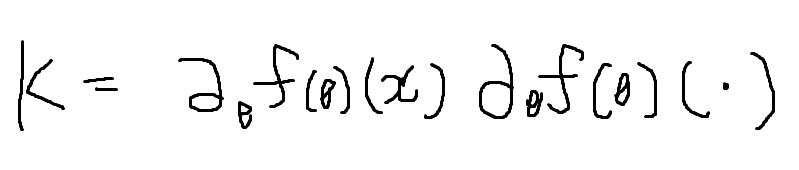 K = ∂_θ f(θ)(x) ∂_θ f(θ)(·)